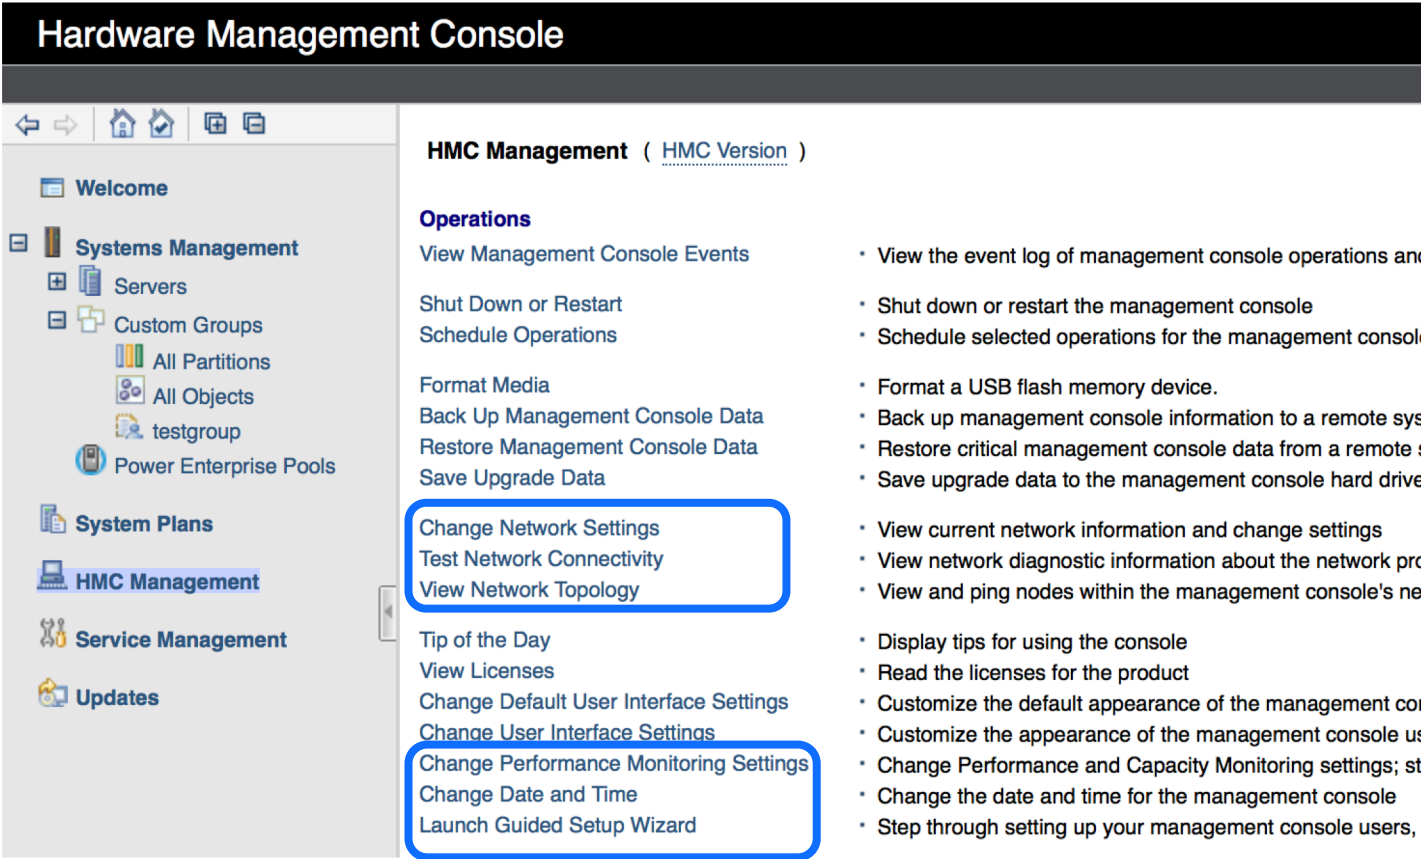 Hardware Management Console
Welcome
Systems Management
Servers
Custom Groups
All Partitions
All Objects
testgroup
Power Enterprise Pools
System Plans
HMC Management
Service Management
Updates
HMC Management ( HMC Version )
Operations
View Management Console Events · View the event log of management console operations and
Shut Down or Restart · Shut down or restart the management console
Schedule Operations · Schedule selected operations for the management
Format Media · Format a USB flash memory device.
Back Up Management Console Data · Back up management console information to a remote
Restore Management Console Data · Restore critical management console data from a remote
Save Upgrade Data · Save upgrade data to the management console hard drive
Change Network Settings · View current network information and change settings
Test Network Connectivity · View network diagnostic information about the network
View Network Topology · View and ping nodes within the management console's
Tip of the Day · Display tips for using the console
View Licenses · Read the licenses for the product
Change Default User Interface Settings · Customize the default appearance of the management
Change User Interface Settings · Customize the appearance of the management console
Change Performance Monitoring Settings · Change Performance and Capacity Monitoring settings;
Change Date and Time · Change the date and time for the management console
Launch Guided Setup Wizard · Step through setting up your management console users,